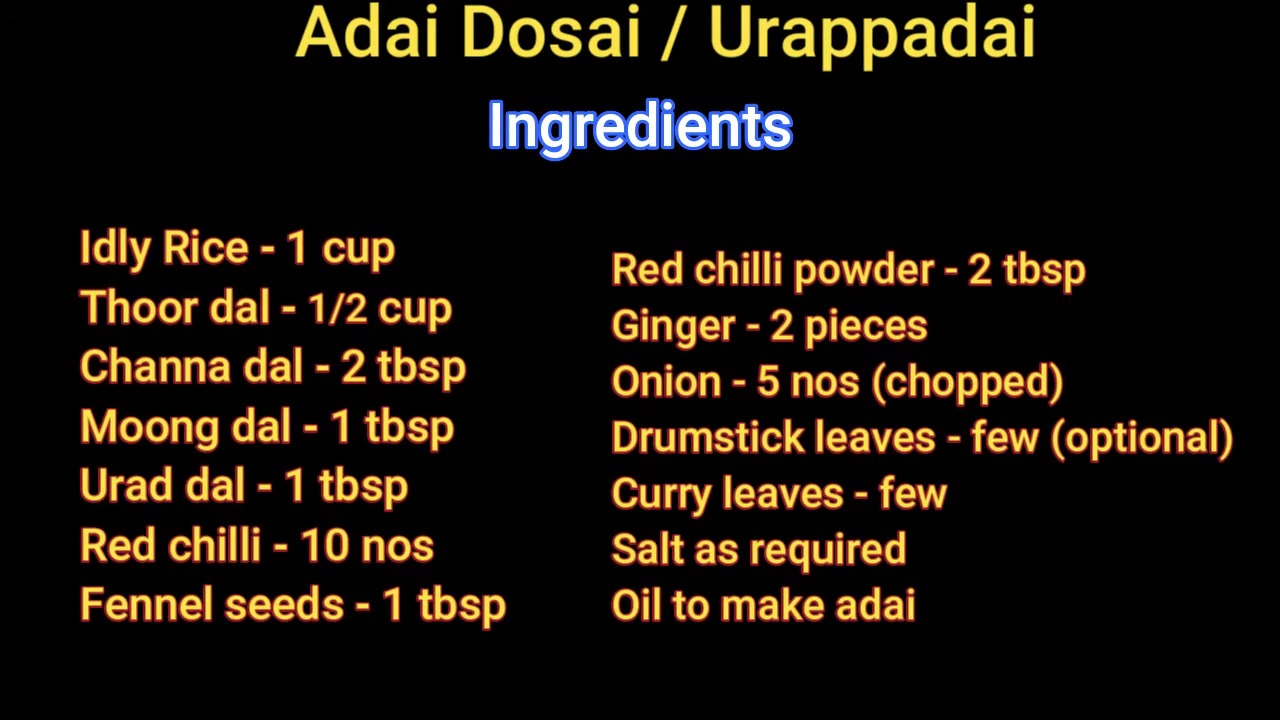 Adai Dosai / Urappadai
Ingredients
Idly Rice - 1 cup
Thoor dal - 1/2 cup
Channa dal - 2 tbsp
Moong dal - 1 tbsp
Urad dal - 1 tbsp
Red chilli - 10 nos
Fennel seeds - 1 tbsp
Red chilli powder - 2 tbsp
Ginger - 2 pieces
Onion - 5 nos (chopped)
Drumstick leaves - few (optional)
Curry leaves - few
Salt as required
Oil to make adai